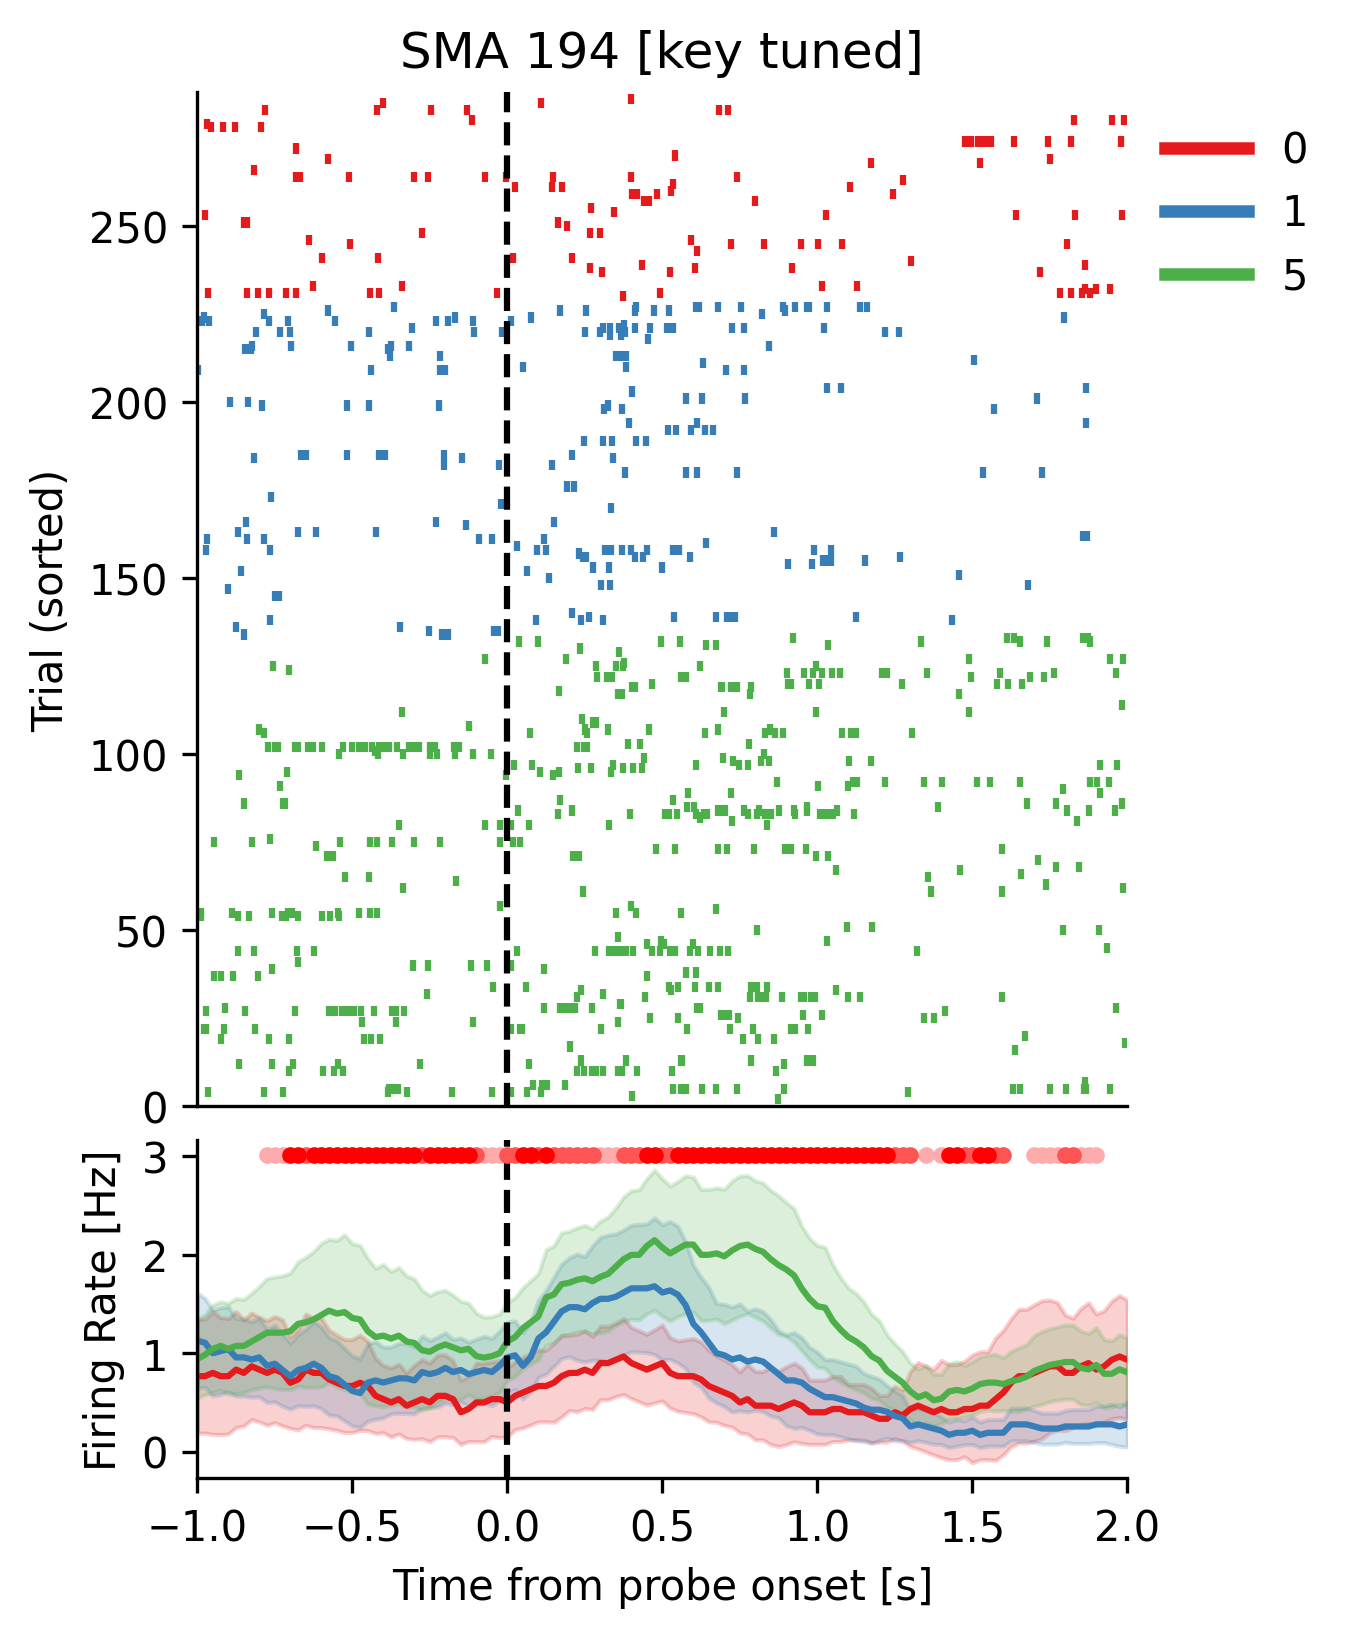 SMA 194 [key tuned]
0
1
5
250
200
150
100
50
0
Trial (sorted)
3
2
1
0
Firing Rate [Hz]
−1.0 −0.5 0.0 0.5 1.0 1.5 2.0
Time from probe onset [s]